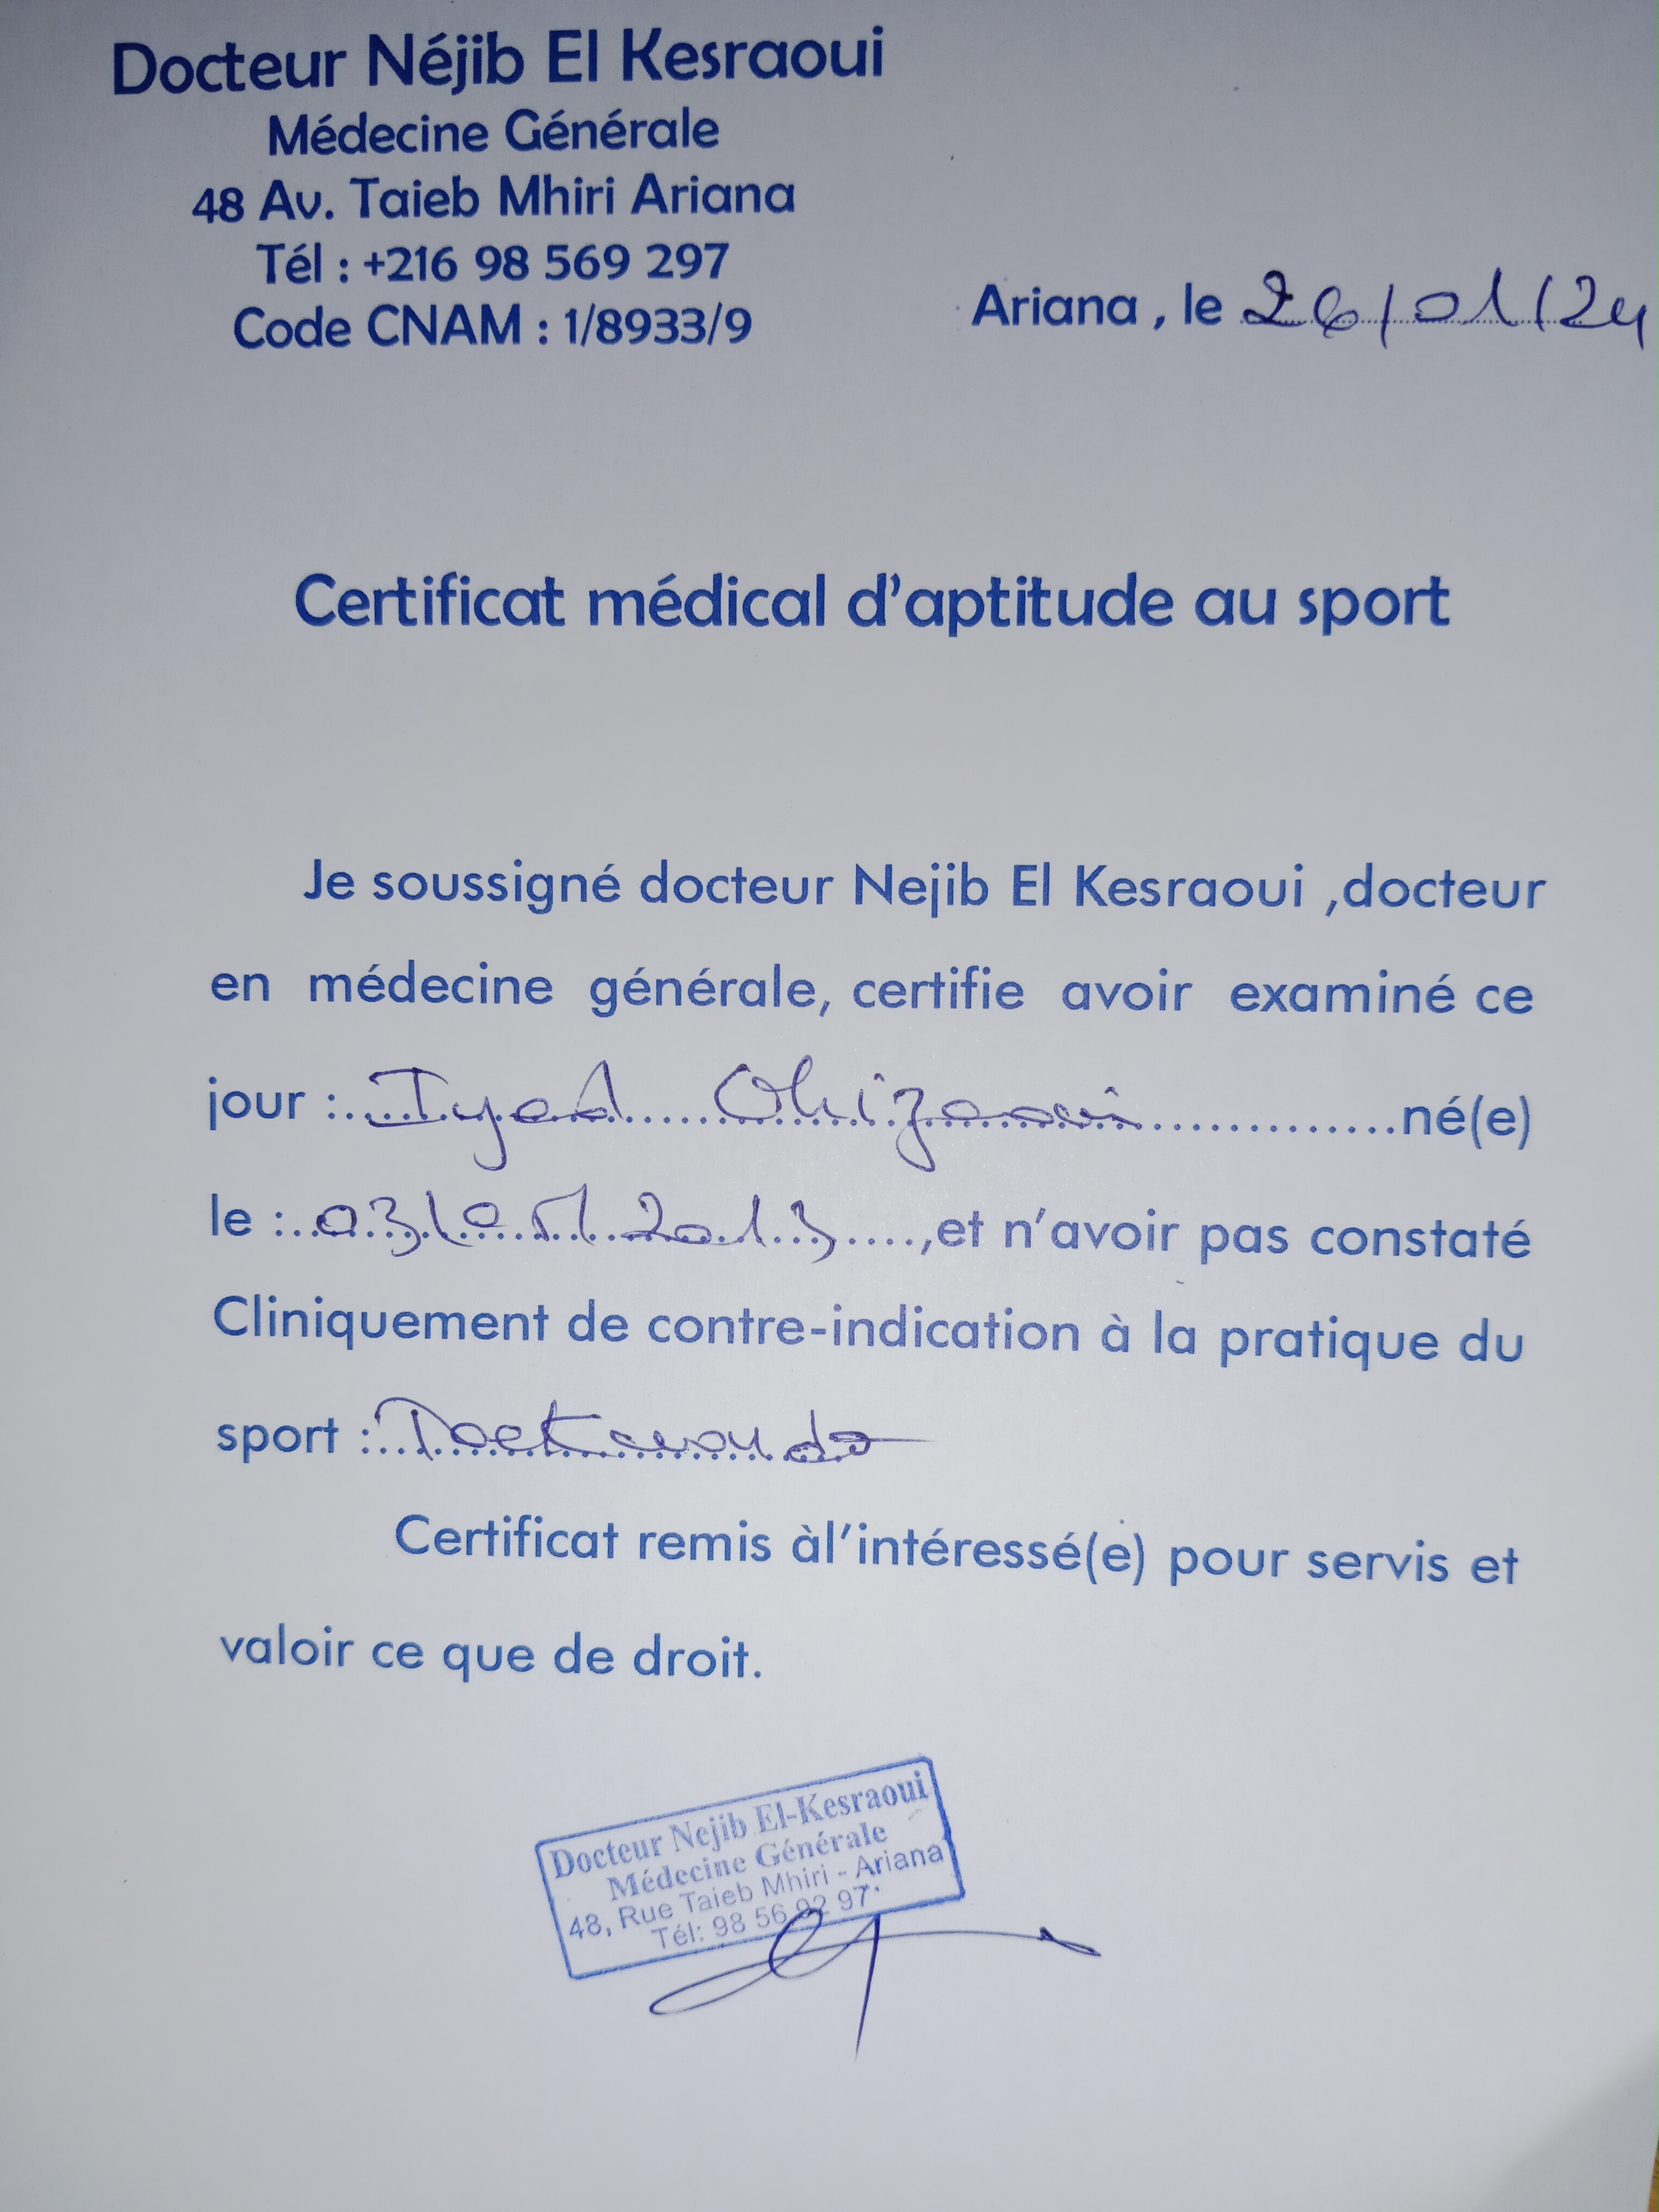 Docteur Néjib El Kesraoui
Médecine Générale
48 Av. Taieb Mhiri Ariana
Tél : +216 98 569 297
Code CNAM : 1/8933/9
Ariana , le 26/01/24
Certificat médical d'aptitude au sport
Je soussigné docteur Nejib El Kesraoui ,docteur
en médecine générale, certifie avoir examiné ce
jour : Iyed né(e)
le : 03/05/2013 ,et n'avoir pas constaté
Cliniquement de contre-indication à la pratique du
sport : Taekwondo
Certificat remis àl'intéressé(e) pour servis et
valoir ce que de droit.
Docteur Nejib El-Kesraoui
Médecine Générale
48, Rue Taieb Mhiri - Ariana
Tél: 98 56 92 97